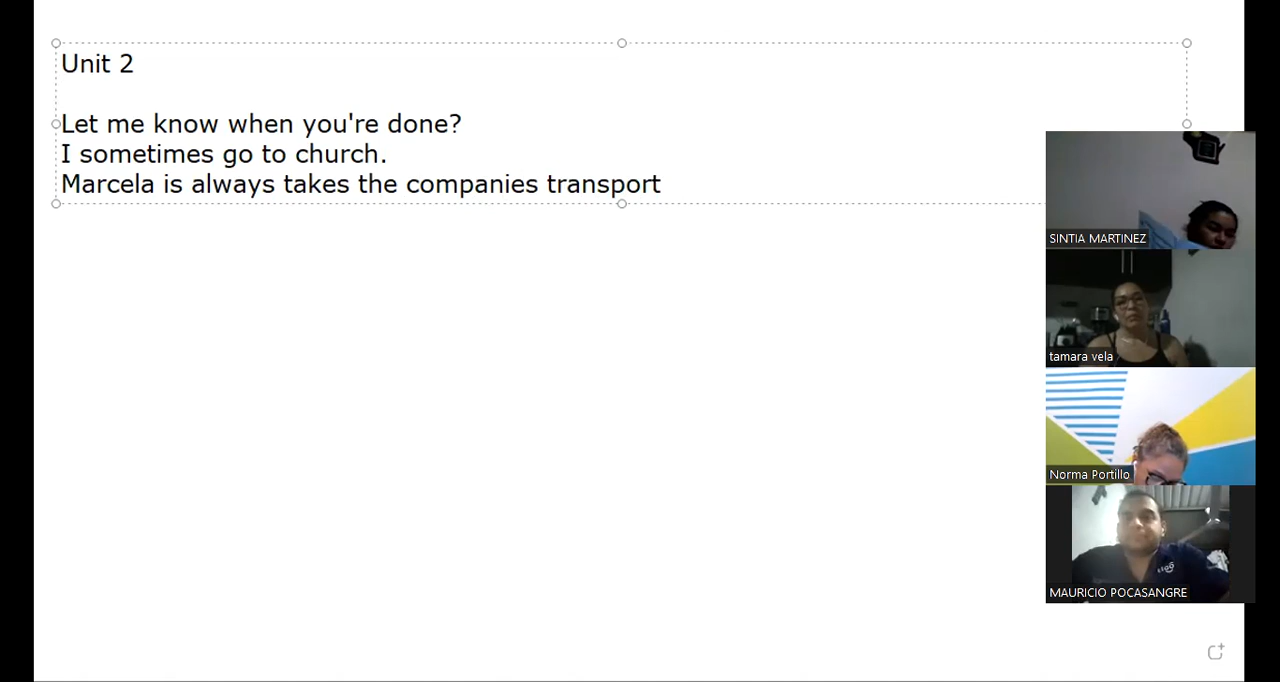 Unit 2
Let me know when you're done?
I sometimes go to church.
Marcela is always takes the companies transport
SINTIA MARTINEZ
tamara vela
Norma Portillo
MAURICIO POCASANGRE